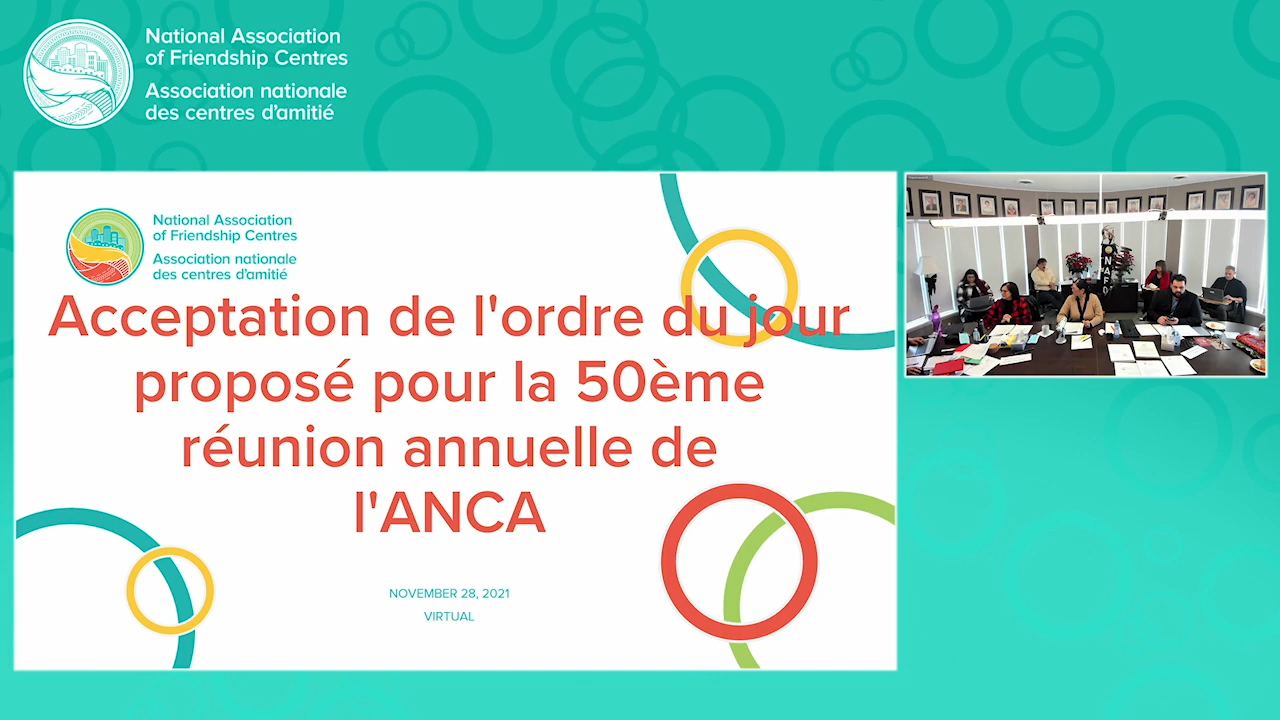 National Association
of Friendship Centres
Association nationale
des centres d'amitié
National Association
of Friendship Centres
Association nationale
des centres d'amitié
Acceptation de l'ordre du jour
proposé pour la 50ème
réunion annuelle de
l'ANCA
NOVEMBER 28, 2021
VIRTUAL